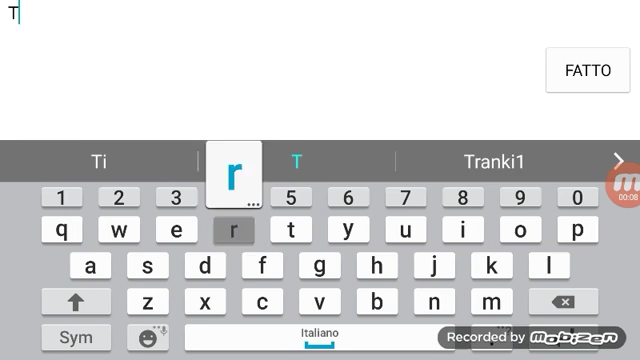 T
FATTO
Ti r T Tranki1
1 2 3 5 6 7 8 9 0
00:08
q w e r t y u i o p
a s d f g h j k l
z x c v b n m
Sym Italiano
Recorded by Mobizen